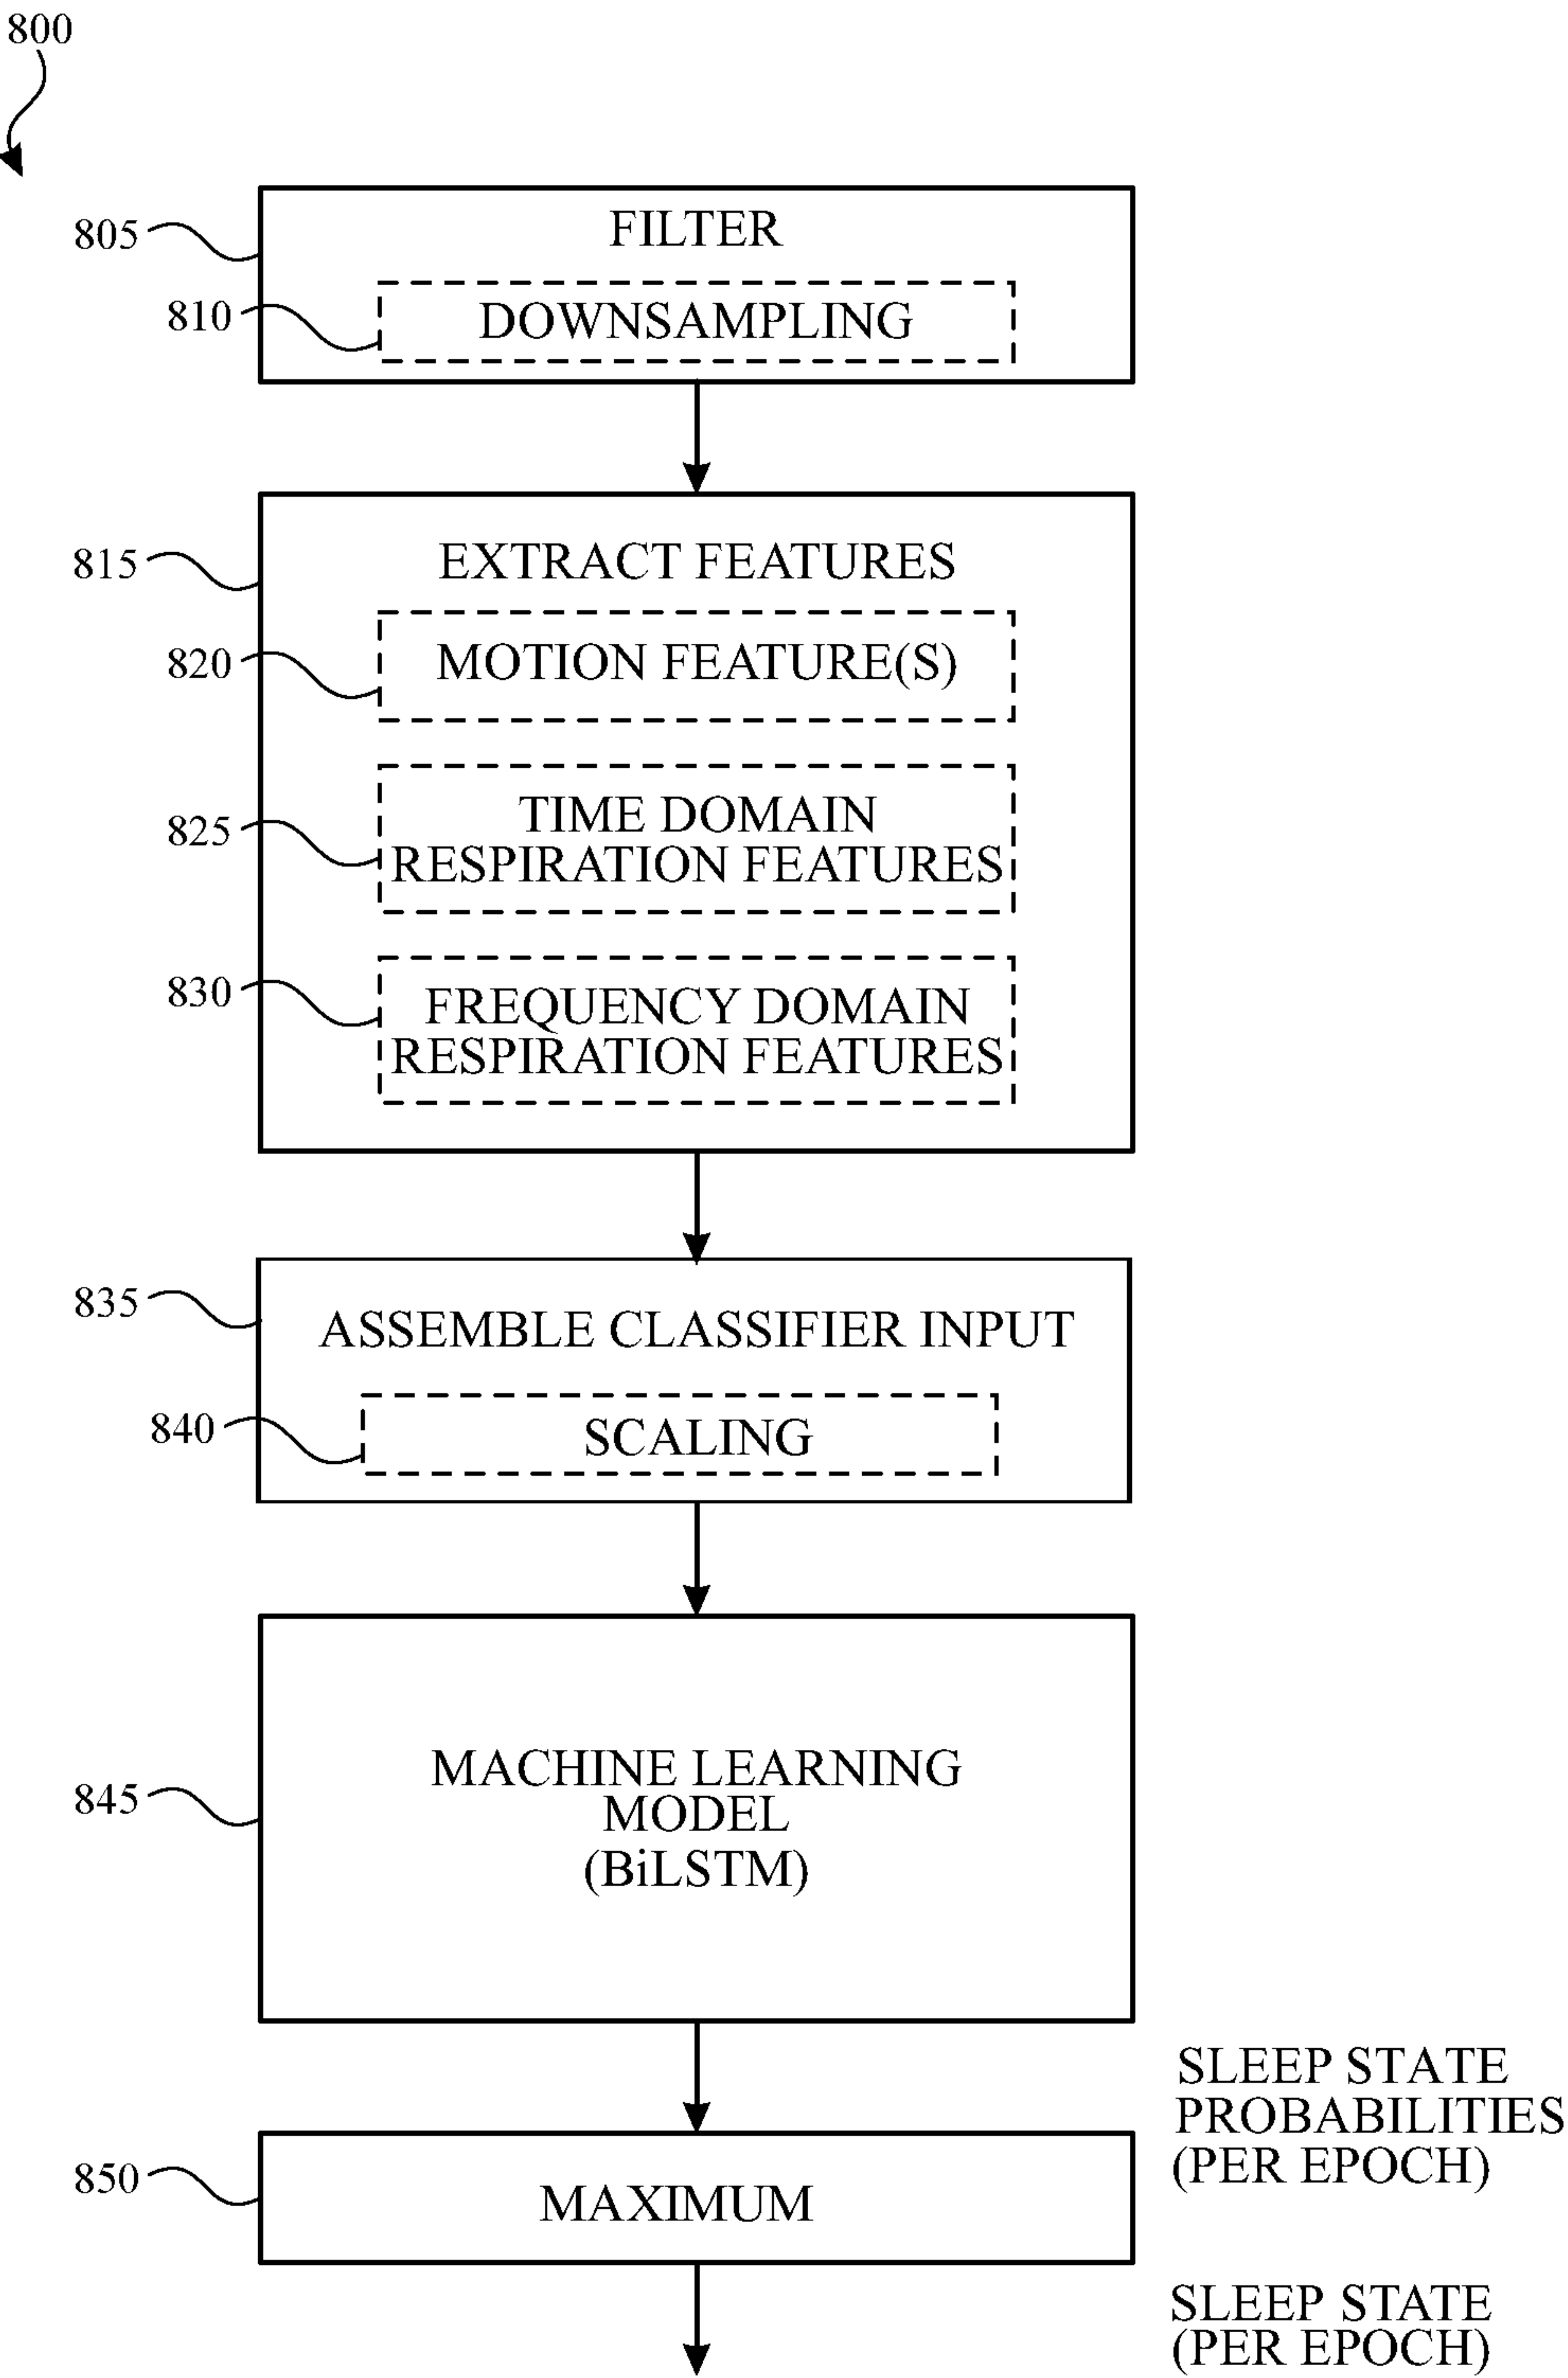 800
805
FILTER
810
DOWNSAMPLING
815
EXTRACT FEATURES
820
MOTION FEATURE(S)
825
TIME DOMAIN
RESPIRATION FEATURES
830
FREQUENCY DOMAIN
RESPIRATION FEATURES
835
ASSEMBLE CLASSIFIER INPUT
840
SCALING
845
MACHINE LEARNING
MODEL
(BiLSTM)
SLEEP STATE
PROBABILITIES
(PER EPOCH)
850
MAXIMUM
SLEEP STATE
(PER EPOCH)